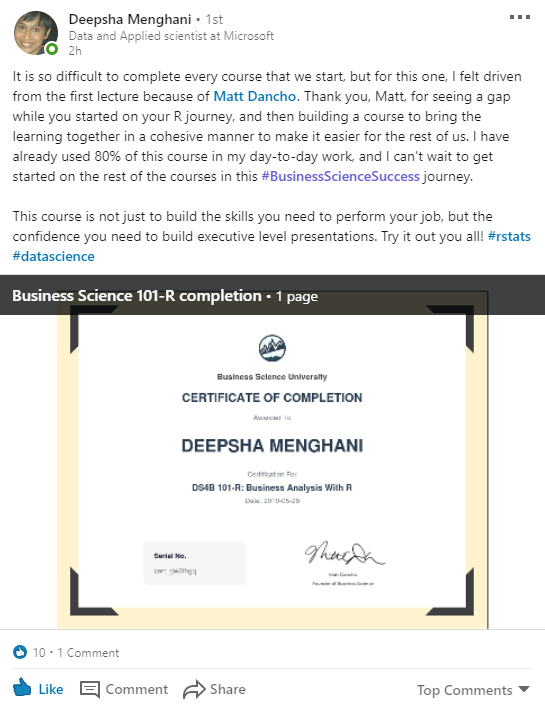 Deepsha Menghani • 1st
Data and Applied scientist at Microsoft
2h
It is so difficult to complete every course that we start, but for this one, I felt driven
from the first lecture because of Matt Dancho. Thank you, Matt, for seeing a gap
while you started on your R journey, and then building a course to bring the
learning together in a cohesive manner to make it easier for the rest of us. I have
already used 80% of this course in my day-to-day work, and I can't wait to get
started on the rest of the courses in this #BusinessScienceSuccess journey.
This course is not just to build the skills you need to perform your job, but the
confidence you need to build executive level presentations. Try it out you all! #rstats
#datascience
Business Science 101-R completion • 1 page
Business Science University
CERTIFICATE OF COMPLETION
Awarded To
DEEPSHA MENGHANI
Certification For
DS4B 101-R: Business Analysis With R
Date: 2019-05-28
Serial No.
Matt Dancho
Founder of Business Science
10 • 1 Comment
Like Comment Share Top Comments